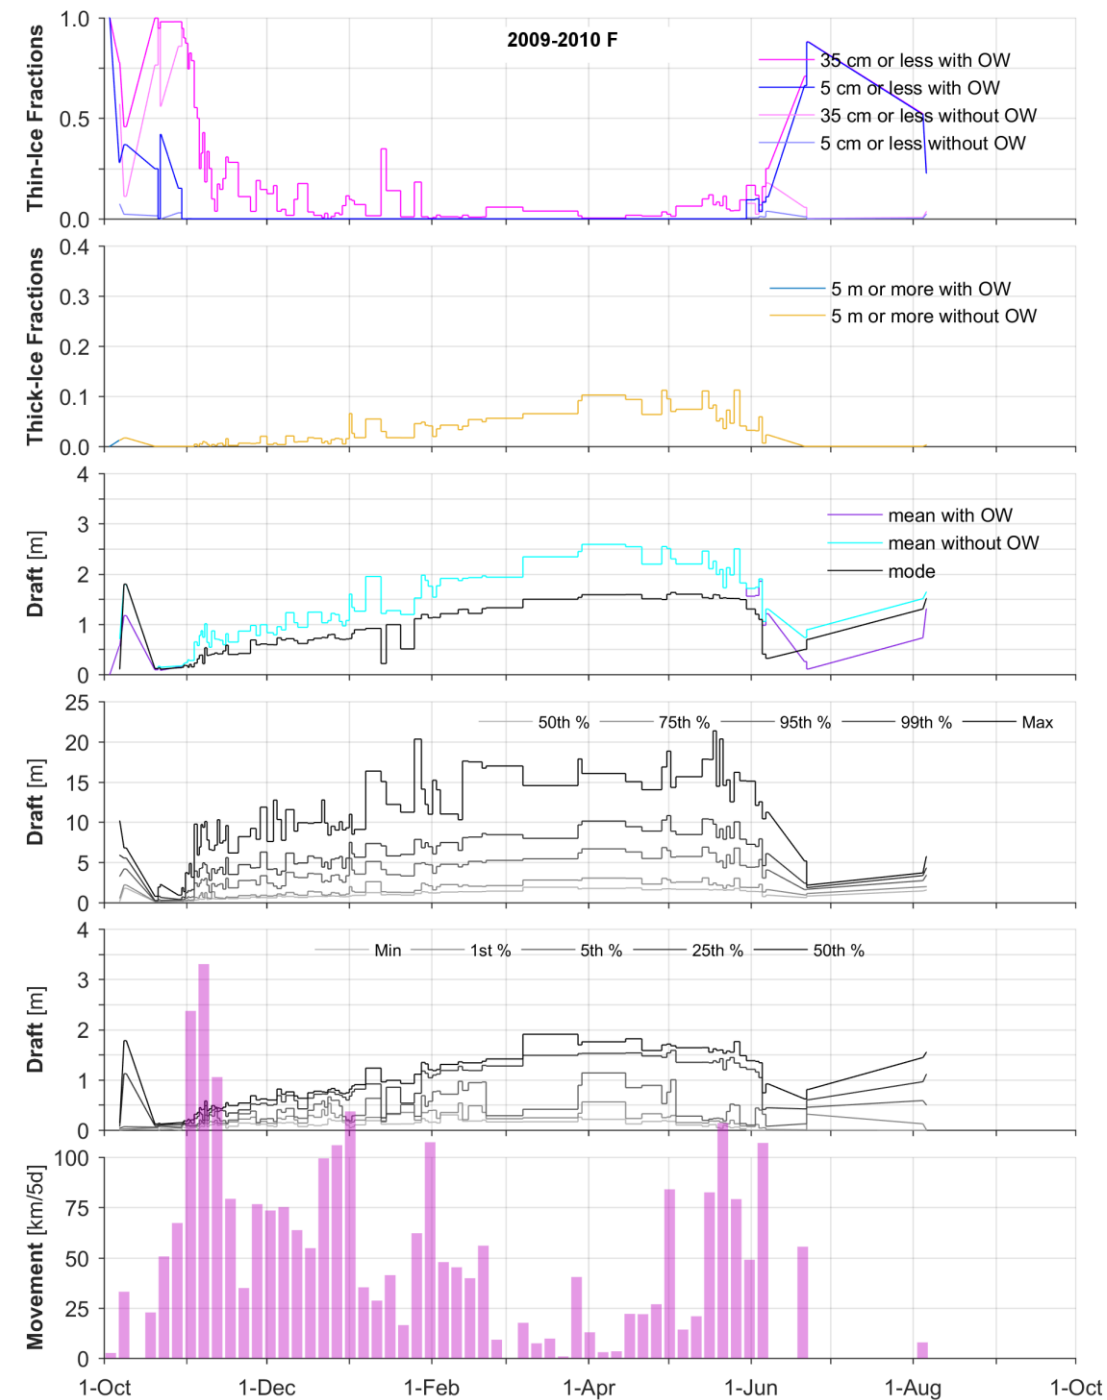 2009-2010 F
Thin-Ice Fractions
1.0
0.5
0.0
35 cm or less with OW
5 cm or less with OW
35 cm or less without OW
5 cm or less without OW
Thick-Ice Fractions
0.4
0.3
0.2
0.1
0.0
5 m or more with OW
5 m or more without OW
Draft [m]
4
3
2
1
0
mean with OW
mean without OW
mode
Draft [m]
25
20
15
10
5
0
50th % 75th % 95th % 99th % Max
Draft [m]
4
3
2
1
0
Min 1st % 5th % 25th % 50th %
Movement [km/5d]
100
75
50
25
0
1-Oct 1-Dec 1-Feb 1-Apr 1-Jun 1-Aug 1-Oct